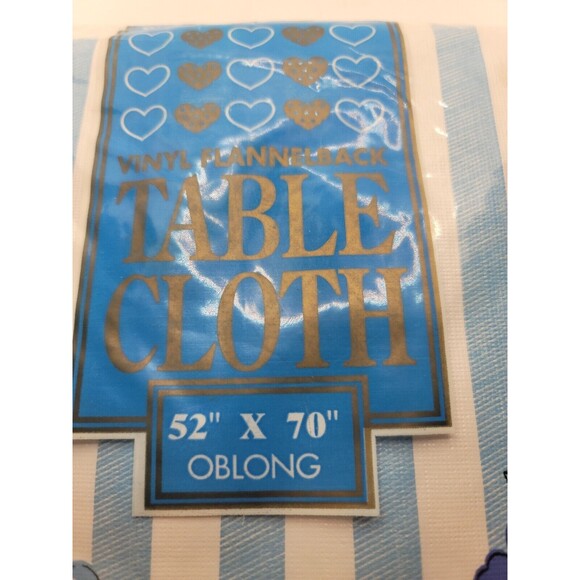 VINYL FLANNELBACK
TABLE
CLOTH
52" X 70"
OBLONG